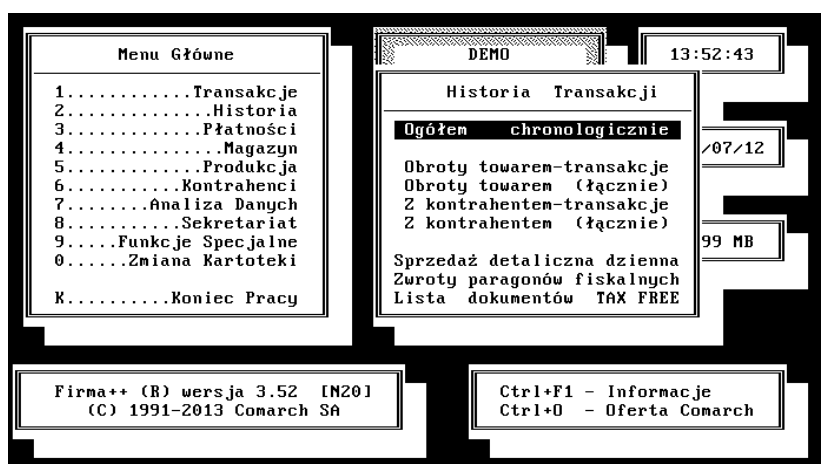 Menu Główne
1............Transakcje
2..............Historia
3.............Płatności
4...............Magazyn
5.............Produkcja
6...........Kontrahenci
7........Analiza Danych
8...........Sekretariat
9.....Funkcje Specjalne
0......Zmiana Kartoteki
K..........Koniec Pracy
DEMO
13:52:43
Historia Transakcji
Ogółem chronologicznie
Obroty towarem-transakcje
Obroty towarem (łącznie)
Z kontrahentem-transakcje
Z kontrahentem (łącznie)
Sprzedaż detaliczna dzienna
Zwroty paragonów fiskalnych
Lista dokumentów TAX FREE
/07/12
99 MB
Firma++ (R) wersja 3.52 [N20]
(C) 1991-2013 Comarch SA
Ctrl+F1 - Informacje
Ctrl+O - Oferta Comarch